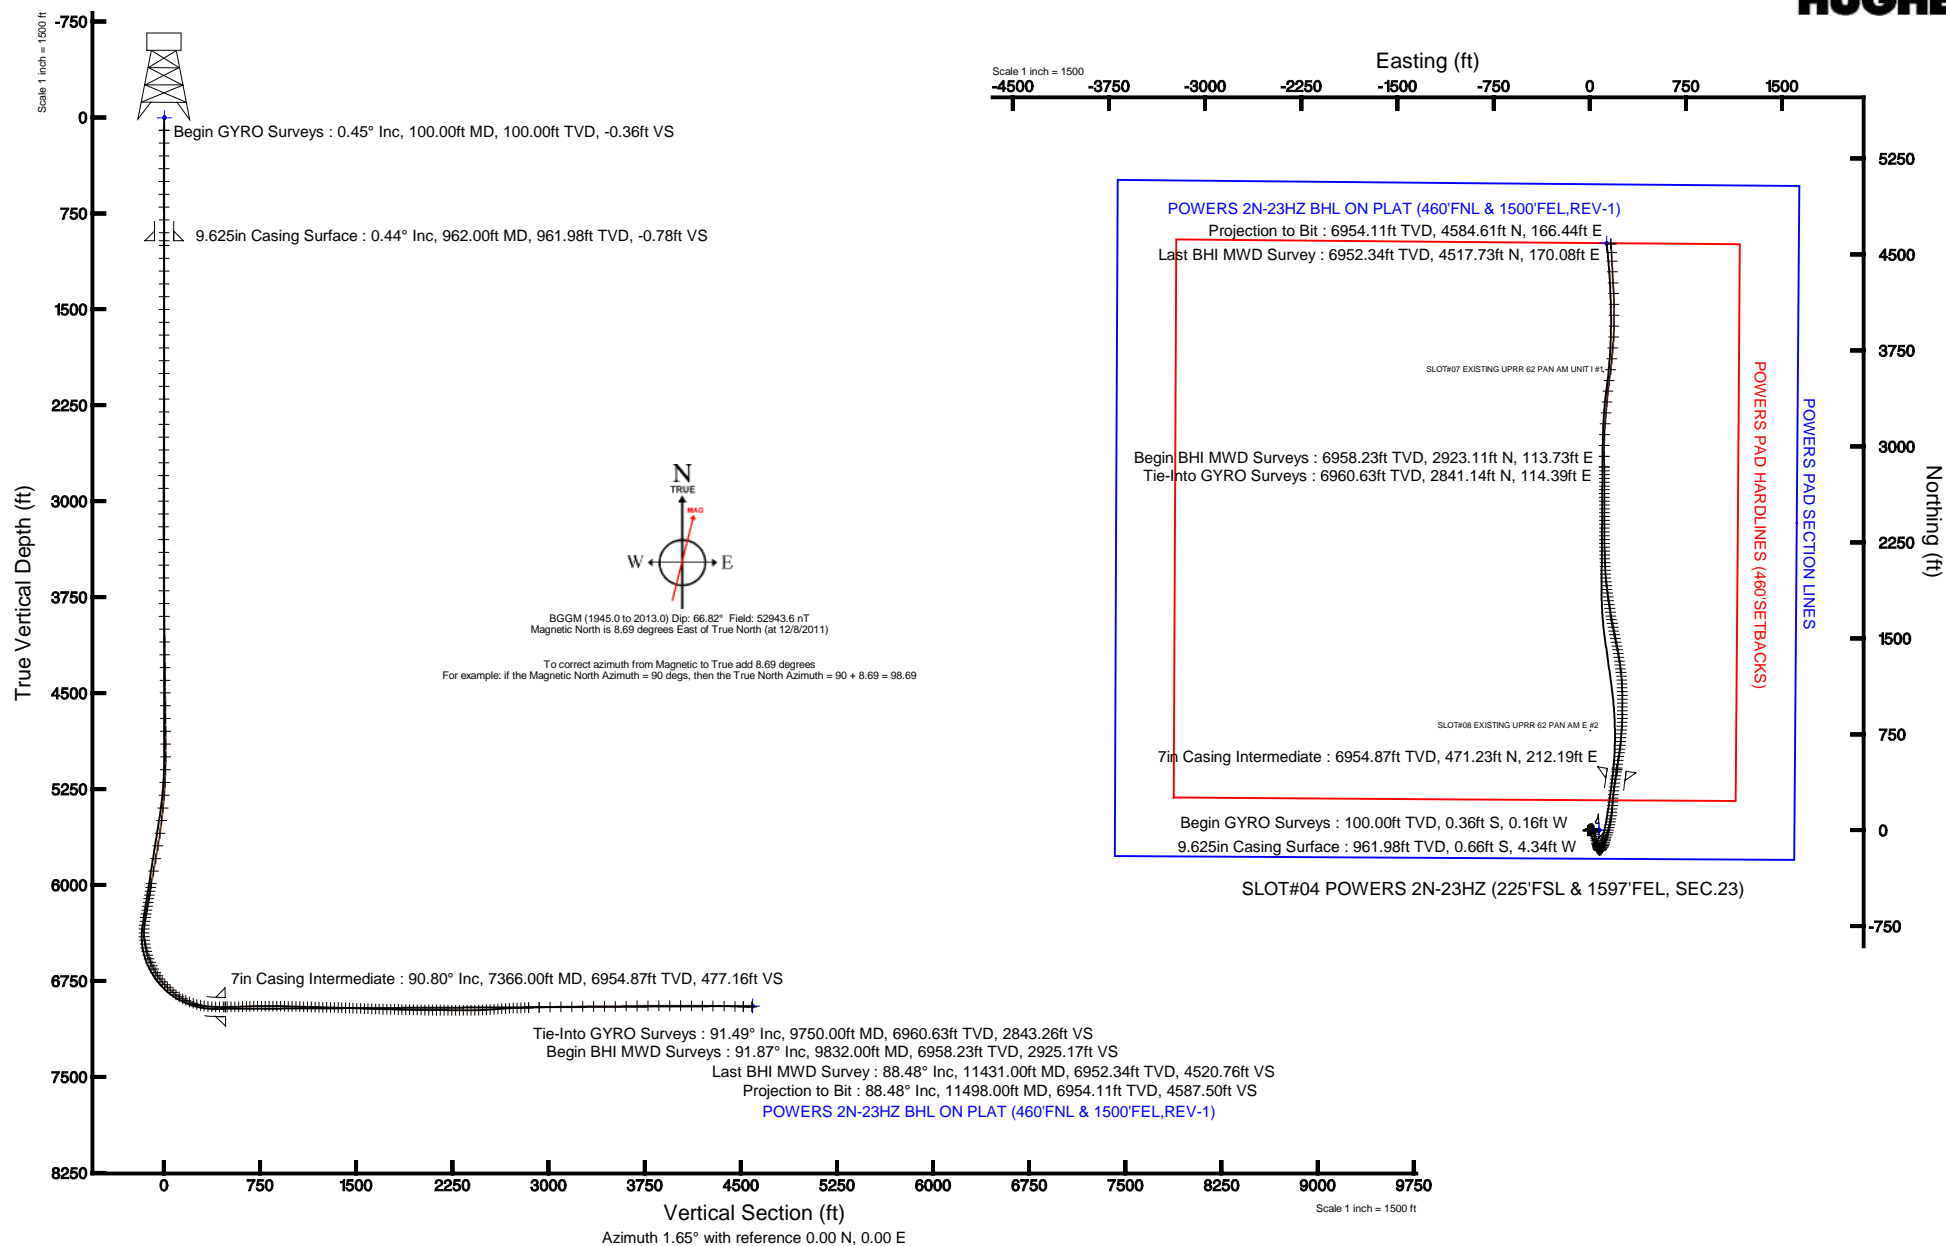 HUGHE
Scale 1 inch = 1500 ft
-750
0
750
1500
2250
3000
3750
4500
5250
6000
6750
7500
8250
True Vertical Depth (ft)
Begin GYRO Surveys : 0.45° Inc, 100.00ft MD, 100.00ft TVD, -0.36ft VS
9.625in Casing Surface : 0.44° Inc, 962.00ft MD, 961.98ft TVD, -0.78ft VS
N
TRUE
MAG
W
E
BGGM (1945.0 to 2013.0) Dip: 66.82° Field: 52943.6 nT
Magnetic North is 8.69 degrees East of True North (at 12/8/2011)
To correct azimuth from Magnetic to True add 8.69 degrees
For example: if the Magnetic North Azimuth = 90 degs, then the True North Azimuth = 90 + 8.69 = 98.69
7in Casing Intermediate : 90.80° Inc, 7366.00ft MD, 6954.87ft TVD, 477.16ft VS
Tie-Into GYRO Surveys : 91.49° Inc, 9750.00ft MD, 6960.63ft TVD, 2843.26ft VS
Begin BHI MWD Surveys : 91.87° Inc, 9832.00ft MD, 6958.23ft TVD, 2925.17ft VS
Last BHI MWD Survey : 88.48° Inc, 11431.00ft MD, 6952.34ft TVD, 4520.76ft VS
Projection to Bit : 88.48° Inc, 11498.00ft MD, 6954.11ft TVD, 4587.50ft VS
POWERS 2N-23HZ BHL ON PLAT (460'FNL & 1500'FEL,REV-1)
0 750 1500 2250 3000 3750 4500 5250 6000 6750 7500 8250 9000 9750
Vertical Section (ft)
Scale 1 inch = 1500 ft
Azimuth 1.65° with reference 0.00 N, 0.00 E
Easting (ft)
Scale 1 inch = 1500
-4500 -3750 -3000 -2250 -1500 -750 0 750 1500
5250
4500
3750
3000
2250
1500
750
0
-750
Northing (ft)
POWERS 2N-23HZ BHL ON PLAT (460'FNL & 1500'FEL,REV-1)
Projection to Bit : 6954.11ft TVD, 4584.61ft N, 166.44ft E
Last BHI MWD Survey : 6952.34ft TVD, 4517.73ft N, 170.08ft E
SLOT#07 EXISTING UPRR 62 PAN AM UNIT I #1
Begin BHI MWD Surveys : 6958.23ft TVD, 2923.11ft N, 113.73ft E
Tie-Into GYRO Surveys : 6960.63ft TVD, 2841.14ft N, 114.39ft E
POWERS PAD HARDLINES (460'SETBACKS)
POWERS PAD SECTION LINES
SLOT#08 EXISTING UPRR 62 PAN AM E #2
7in Casing Intermediate : 6954.87ft TVD, 471.23ft N, 212.19ft E
Begin GYRO Surveys : 100.00ft TVD, 0.36ft S, 0.16ft W
9.625in Casing Surface : 961.98ft TVD, 0.66ft S, 4.34ft W
SLOT#04 POWERS 2N-23HZ (225'FSL & 1597'FEL, SEC.23)